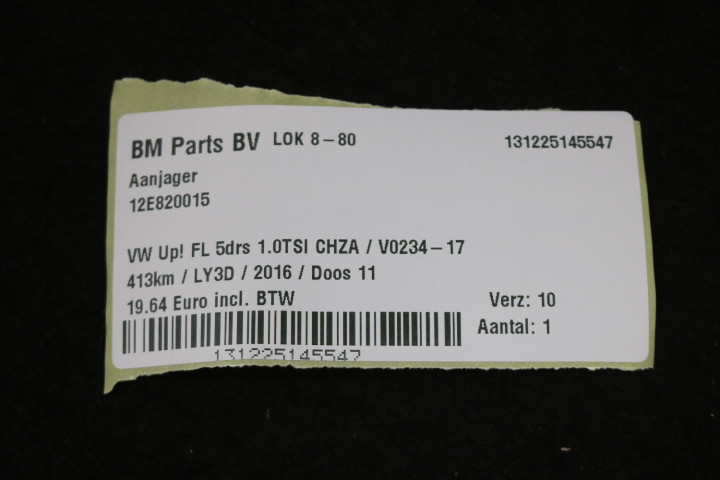 BM Parts BV LOK 8-80 131225145547
Aanjager
12E820015
VW Up! FL 5drs 1.0TSI CHZA / V0234-17
413km / LY3D / 2016 / Doos 11
19.64 Euro incl. BTW Verz: 10
Aantal: 1
131225145547